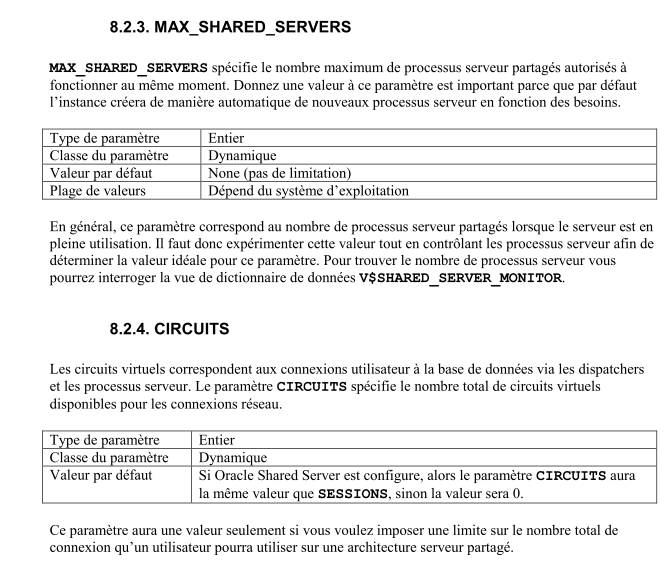 8.2.3. MAX_SHARED_SERVERS
MAX_SHARED_SERVERS spécifie le nombre maximum de processus serveur partagés autorisés à
fonctionner au même moment. Donnez une valeur à ce paramètre est important parce que par défaut
l'instance créera de manière automatique de nouveaux processus serveur en fonction des besoins.
Type de paramètre Entier
Classe du paramètre Dynamique
Valeur par défaut None (pas de limitation)
Plage de valeurs Dépend du système d'exploitation
En général, ce paramètre correspond au nombre de processus serveur partagés lorsque le serveur est en
pleine utilisation. Il faut donc expérimenter cette valeur tout en contrôlant les processus serveur afin de
déterminer la valeur idéale pour ce paramètre. Pour trouver le nombre de processus serveur vous
pourrez interroger la vue de dictionnaire de données V$SHARED_SERVER_MONITOR.
8.2.4. CIRCUITS
Les circuits virtuels correspondent aux connexions utilisateur à la base de données via les dispatchers
et les processus serveur. Le paramètre CIRCUITS spécifie le nombre total de circuits virtuels
disponibles pour les connexions réseau.
Type de paramètre Entier
Classe du paramètre Dynamique
Valeur par défaut Si Oracle Shared Server est configure, alors le paramètre CIRCUITS aura
la même valeur que SESSIONS, sinon la valeur sera 0.
Ce paramètre aura une valeur seulement si vous voulez imposer une limite sur le nombre total de
connexion qu'un utilisateur pourra utiliser sur une architecture serveur partagé.